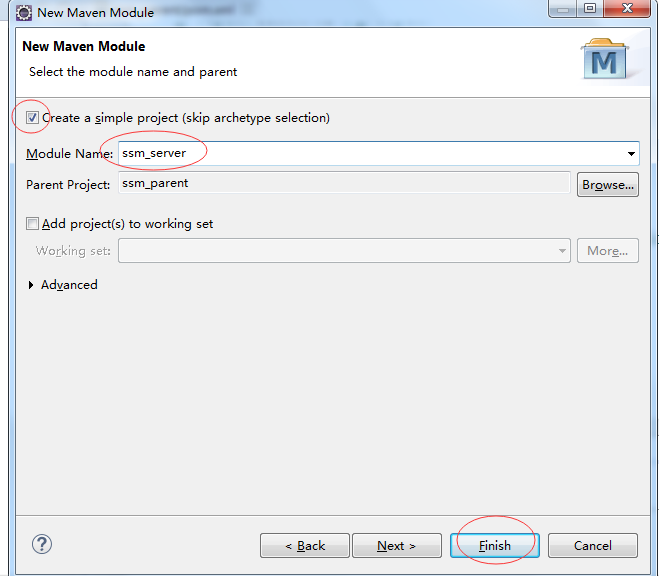 New Maven Module
New Maven Module
Select the module name and parent
Create a simple project (skip archetype selection)
Module Name: ssm_server
Parent Project: ssm_parent Browse...
Add project(s) to working set
Working set: More...
Advanced
? < Back Next > Finish Cancel